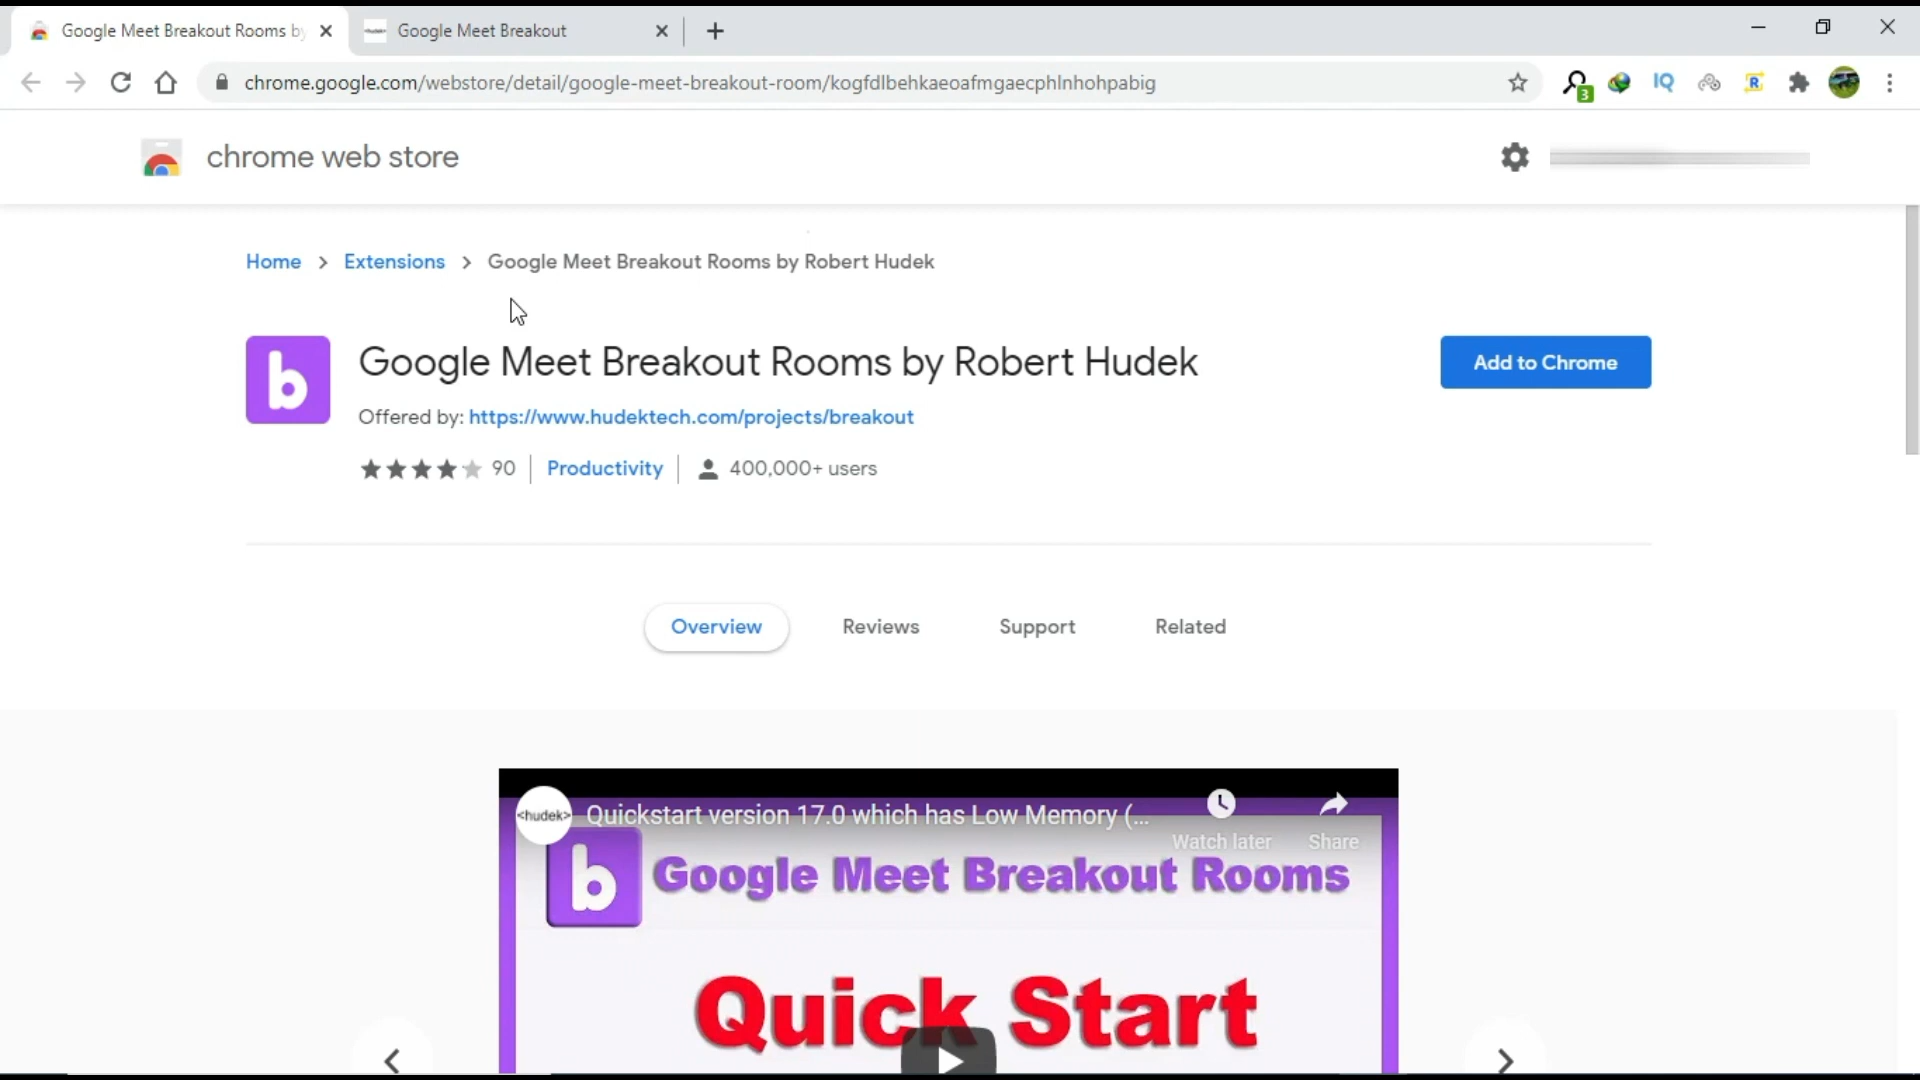 Google Meet Breakout Rooms by
Google Meet Breakout
chrome.google.com/webstore/detail/google-meet-breakout-room/kogfdlbehkaeoafmgaecphlnhohpabig
3
IQ
R
chrome web store
Home > Extensions > Google Meet Breakout Rooms by Robert Hudek
b
Google Meet Breakout Rooms by Robert Hudek
Add to Chrome
Offered by: https://www.hudektech.com/projects/breakout
90
Productivity
400,000+ users
Overview
Reviews
Support
Related
<hudek>
Quickstart version 17.0 which has Low Memory (...
Watch later
Share
b
Google Meet Breakout Rooms
Quick Start